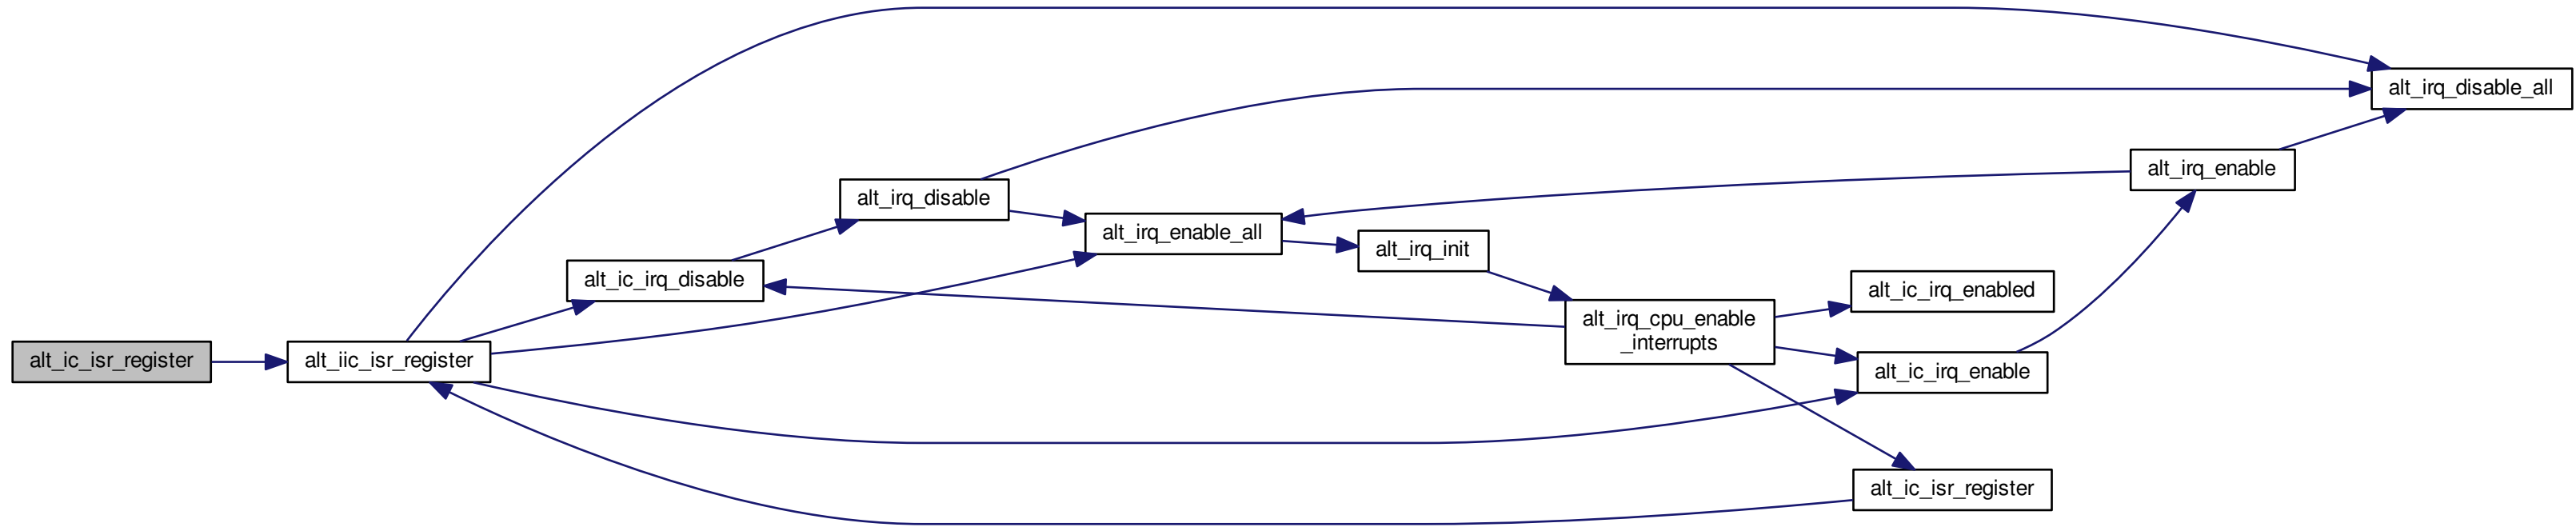 alt_ic_isr_register
alt_iic_isr_register
alt_ic_irq_disable
alt_irq_disable
alt_irq_enable_all
alt_irq_init
alt_irq_cpu_enable
_interrupts
alt_ic_irq_enabled
alt_ic_irq_enable
alt_ic_isr_register
alt_irq_enable
alt_irq_disable_all